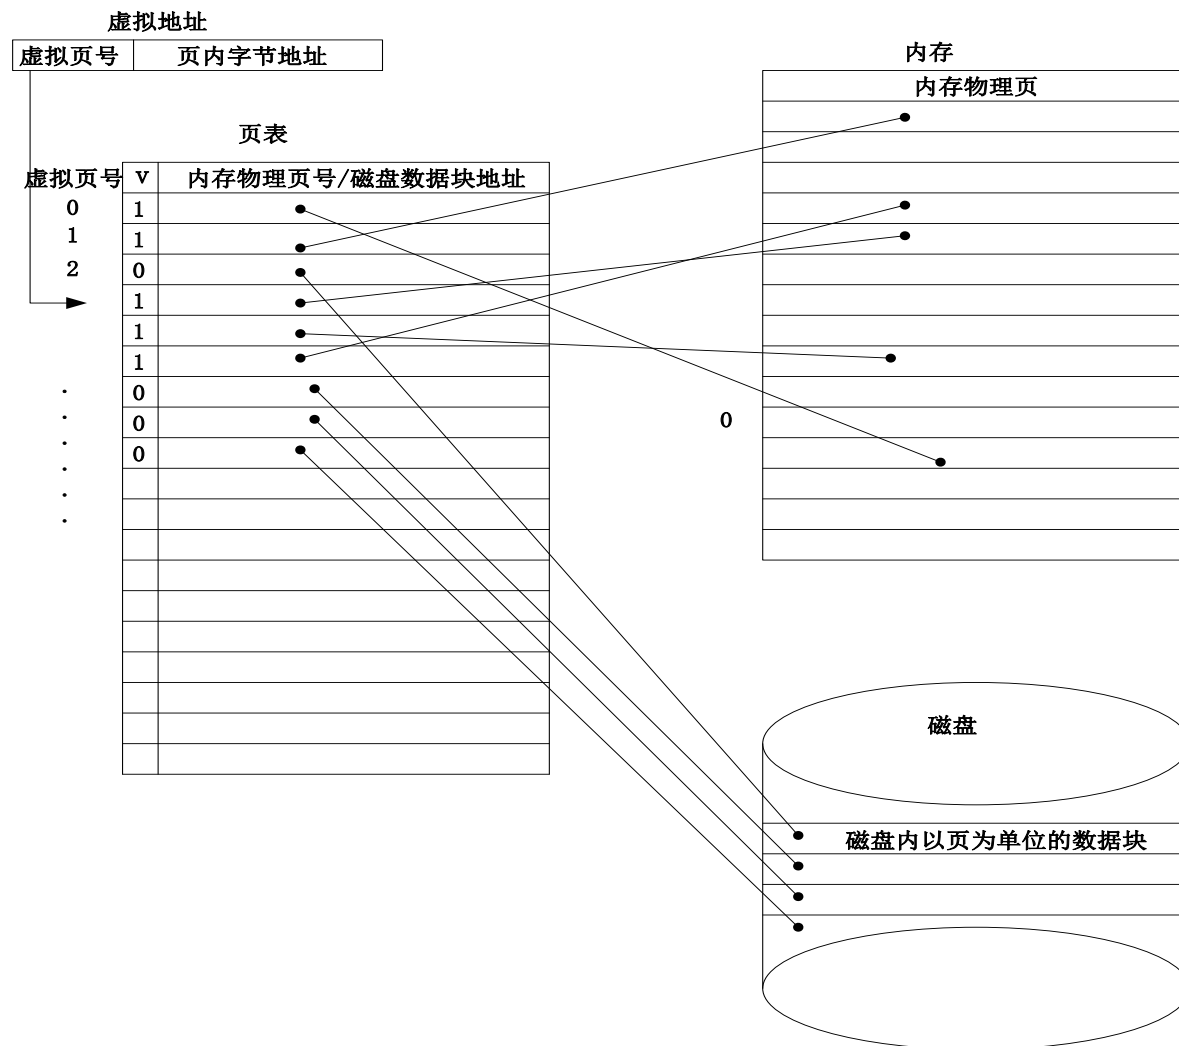 虚拟地址
虚拟页号 页内字节地址
内存
内存物理页
页表
虚拟页号 v 内存物理页号/磁盘数据块地址
0 1
1 1
2 0
1
1
1
0
0
0
0
磁盘
磁盘内以页为单位的数据块